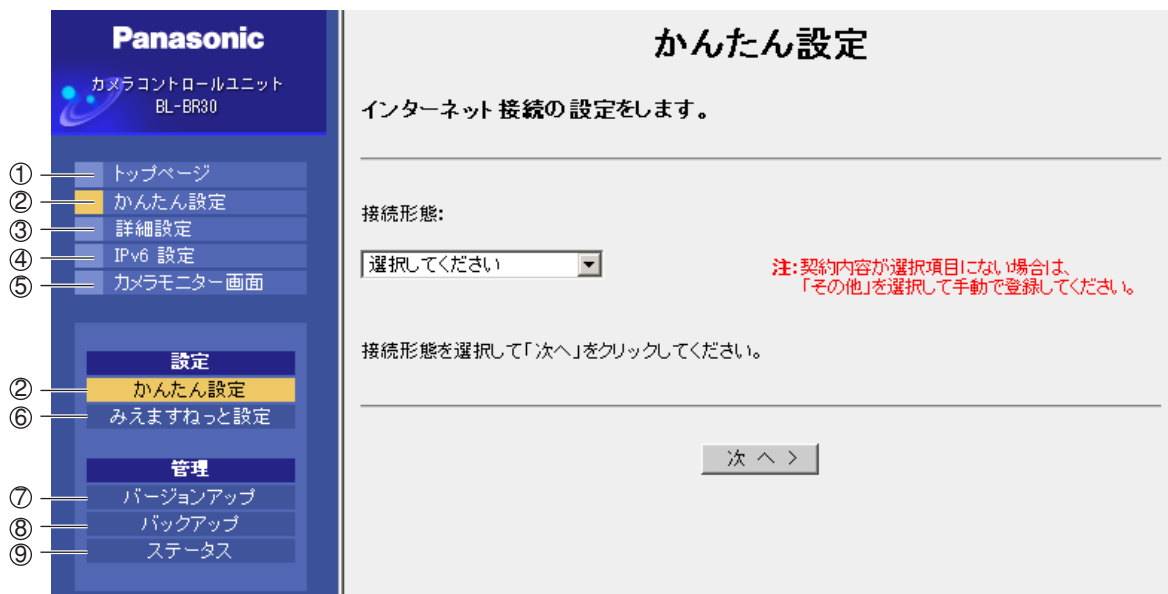 Panasonic
カメラコントロールユニット
BL-BR30
① トップページ
② かんたん設定
③ 詳細設定
④ IPv6 設定
⑤ カメラモニター画面
設定
② かんたん設定
⑥ みえますねっと設定
管理
⑦ バージョンアップ
⑧ バックアップ
⑨ ステータス
かんたん設定
インターネット接続の設定をします。
接続形態:
選択してください
注:契約内容が選択項目にない場合は、
「その他」を選択して手動で登録してください。
接続形態を選択して「次へ」をクリックしてください。
次 へ >